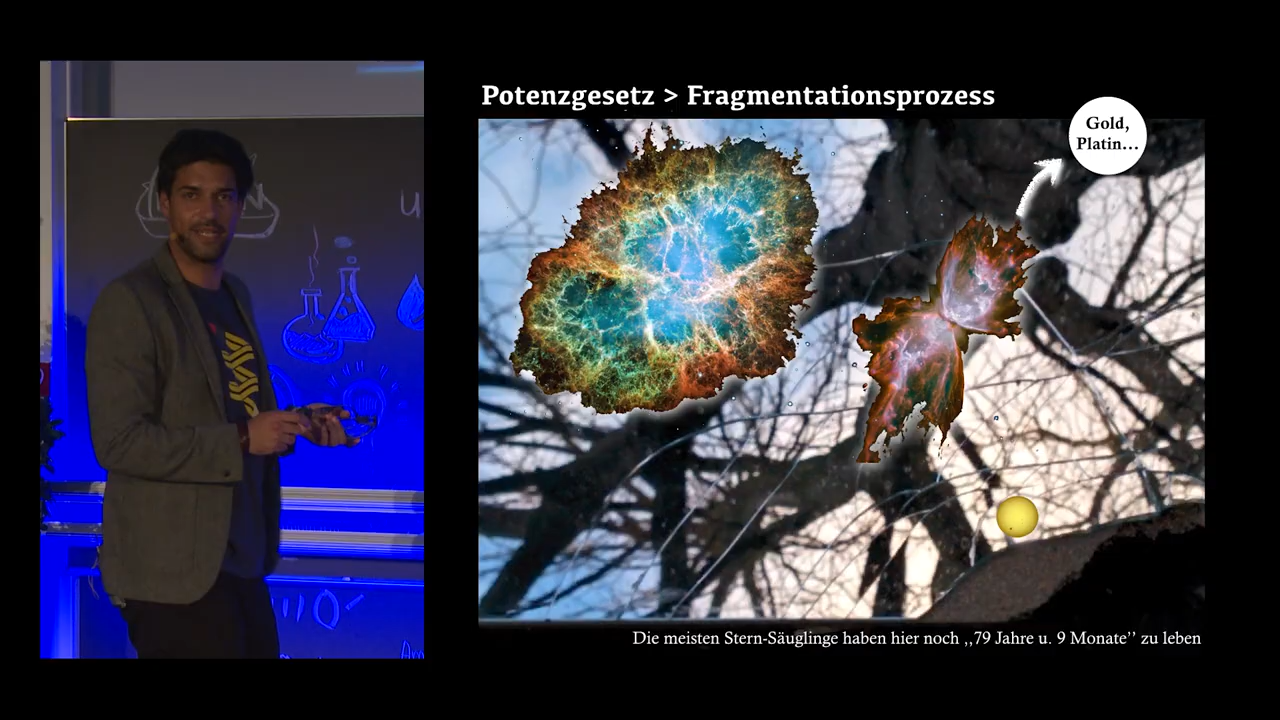 Potenzgesetz > Fragmentationsprozess
Gold,
Platin...
Die meisten Stern-Säuglinge haben hier noch ,,79 Jahre u. 9 Monate’’ zu leben